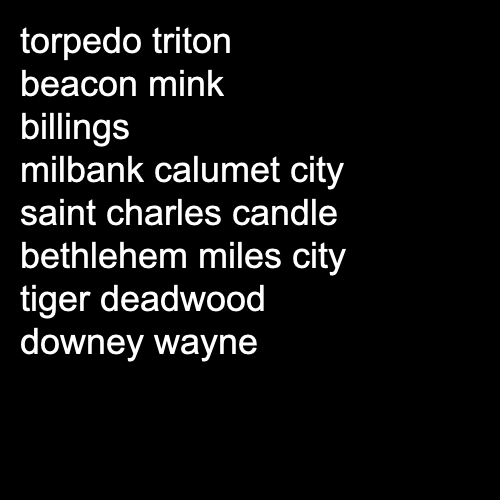 torpedo triton
beacon mink
billings
milbank calumet city
saint charles candle
bethlehem miles city
tiger deadwood
downey wayne